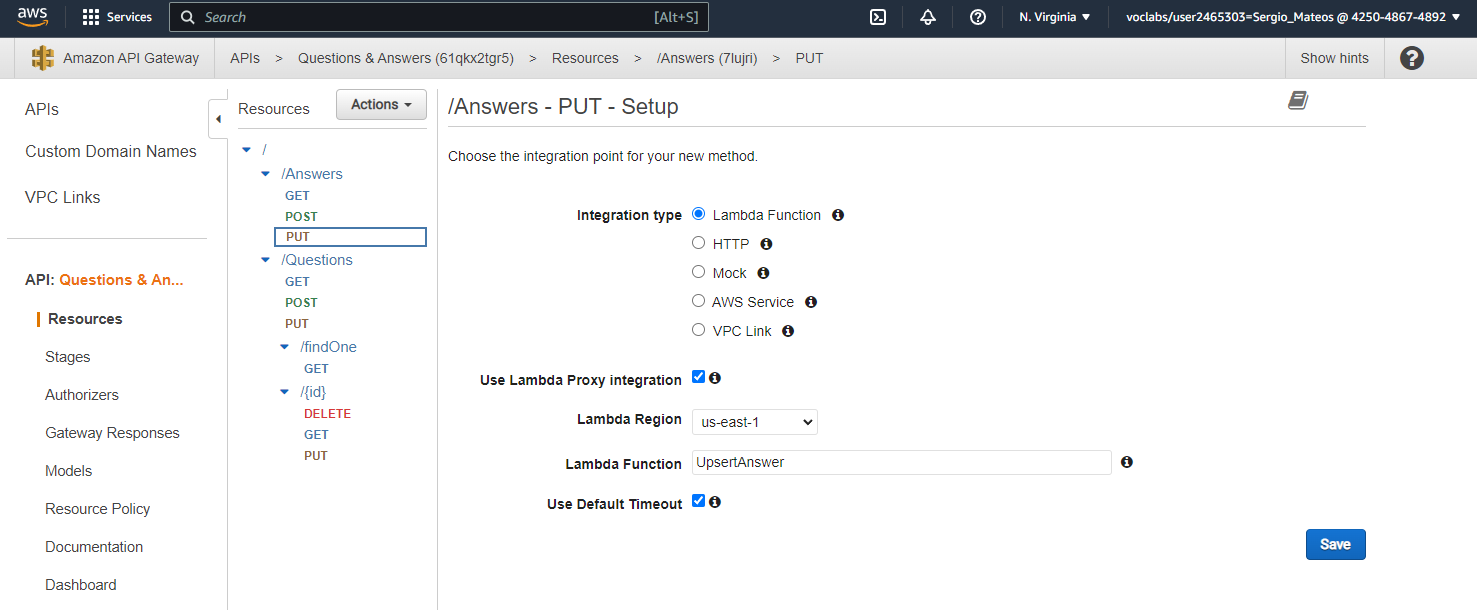 aws Services Search [Alt+S] N. Virginia voclabs/user2465303=Sergio_Mateos @ 4250-4867-4892
Amazon API Gateway APIs > Questions & Answers (61qkx2tgr5) > Resources > /Answers (7lujri) > PUT Show hints
APIs
Custom Domain Names
VPC Links
API: Questions & An...
Resources
Stages
Authorizers
Gateway Responses
Models
Resource Policy
Documentation
Dashboard
Resources Actions
/
/Answers
GET
POST
PUT
/Questions
GET
POST
PUT
/findOne
GET
/{id}
DELETE
GET
PUT
/Answers - PUT - Setup
Choose the integration point for your new method.
Integration type Lambda Function
HTTP
Mock
AWS Service
VPC Link
Use Lambda Proxy integration
Lambda Region us-east-1
Lambda Function UpsertAnswer
Use Default Timeout
Save